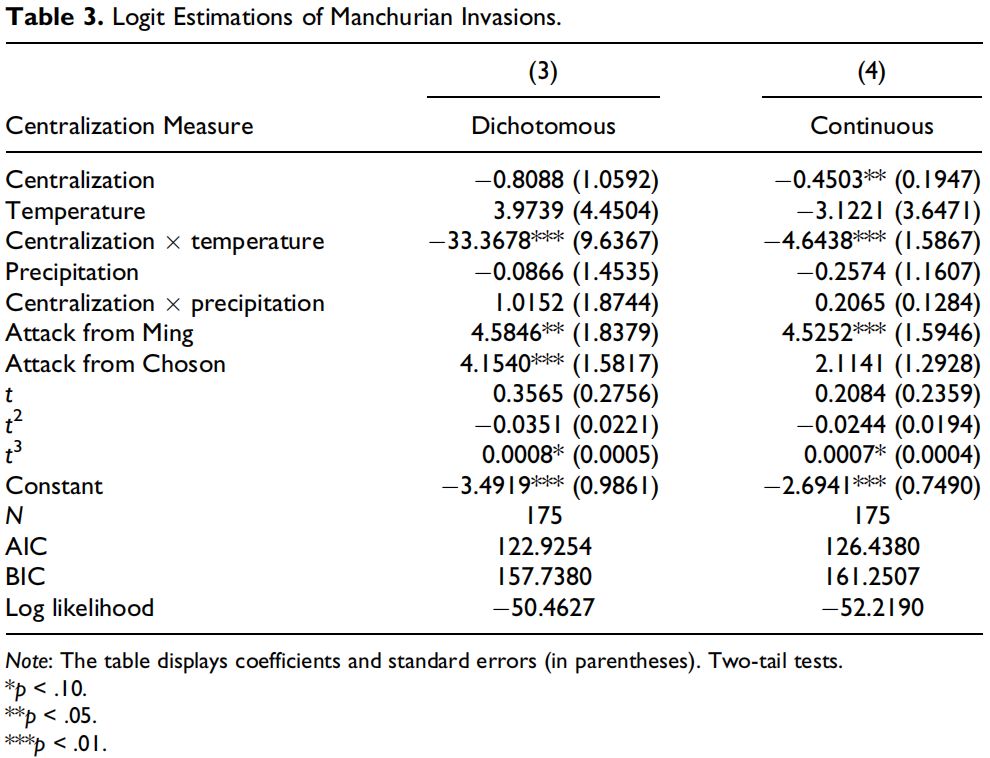 Table 3. Logit Estimations of Manchurian Invasions.
(3) (4)
Centralization Measure Dichotomous Continuous
Centralization −0.8088 (1.0592) −0.4503** (0.1947)
Temperature 3.9739 (4.4504) −3.1221 (3.6471)
Centralization × temperature −33.3678*** (9.6367) −4.6438*** (1.5867)
Precipitation −0.0866 (1.4535) −0.2574 (1.1607)
Centralization × precipitation 1.0152 (1.8744) 0.2065 (0.1284)
Attack from Ming 4.5846** (1.8379) 4.5252*** (1.5946)
Attack from Choson 4.1540*** (1.5817) 2.1141 (1.2928)
t 0.3565 (0.2756) 0.2084 (0.2359)
t² −0.0351 (0.0221) −0.0244 (0.0194)
t³ 0.0008* (0.0005) 0.0007* (0.0004)
Constant −3.4919*** (0.9861) −2.6941*** (0.7490)
N 175 175
AIC 122.9254 126.4380
BIC 157.7380 161.2507
Log likelihood −50.4627 −52.2190
Note: The table displays coefficients and standard errors (in parentheses). Two-tail tests.
*p < .10.
**p < .05.
***p < .01.